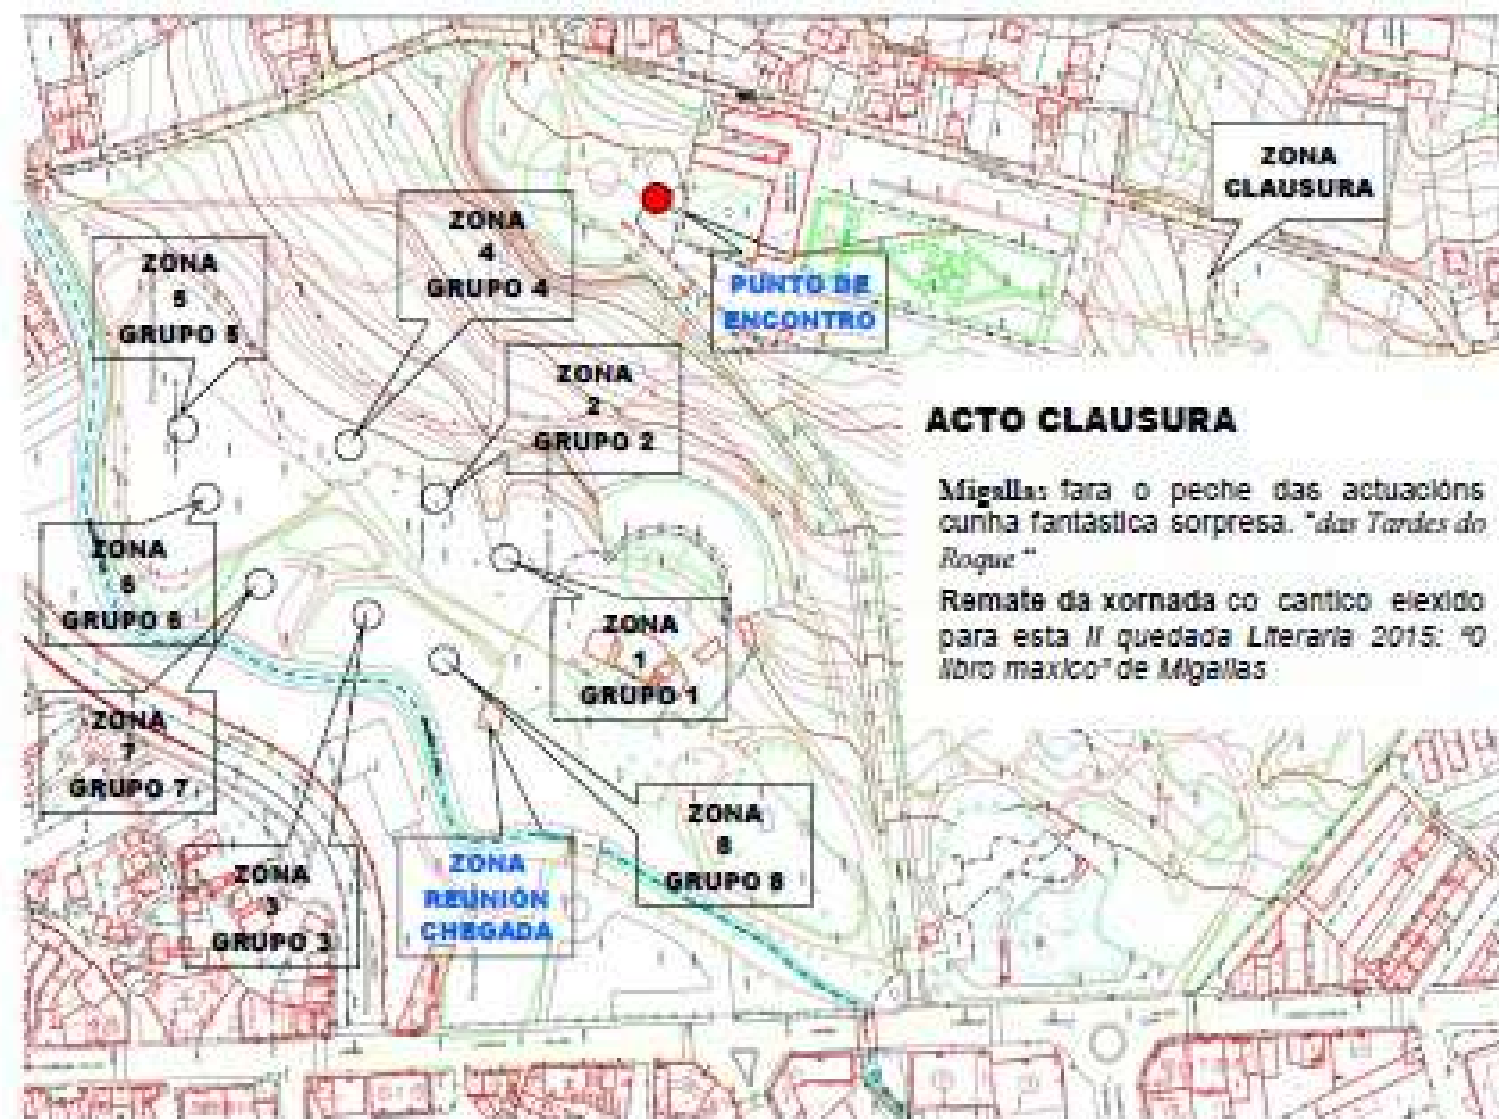 ZONA
CLAUSURA
ZONA
4
GRUPO 4
ZONA
5
GRUPO 5
PUNTO DE
ENCONTRO
ZONA
2
GRUPO 2
ACTO CLAUSURA
Migallas fara o peche das actuacións
cunha fantástica sorpresa. "das Tardes do
Roque"
Remate da xornada co cantico elexido
para esta II quedada Literaria 2015: "O
libro maxico" de Migallas
ZONA
6
GRUPO 6
ZONA
1
GRUPO 1
ZONA
7
GRUPO 7
ZONA
8
GRUPO 8
ZONA
3
GRUPO 3
ZONA
REUNIÓN
CHEGADA